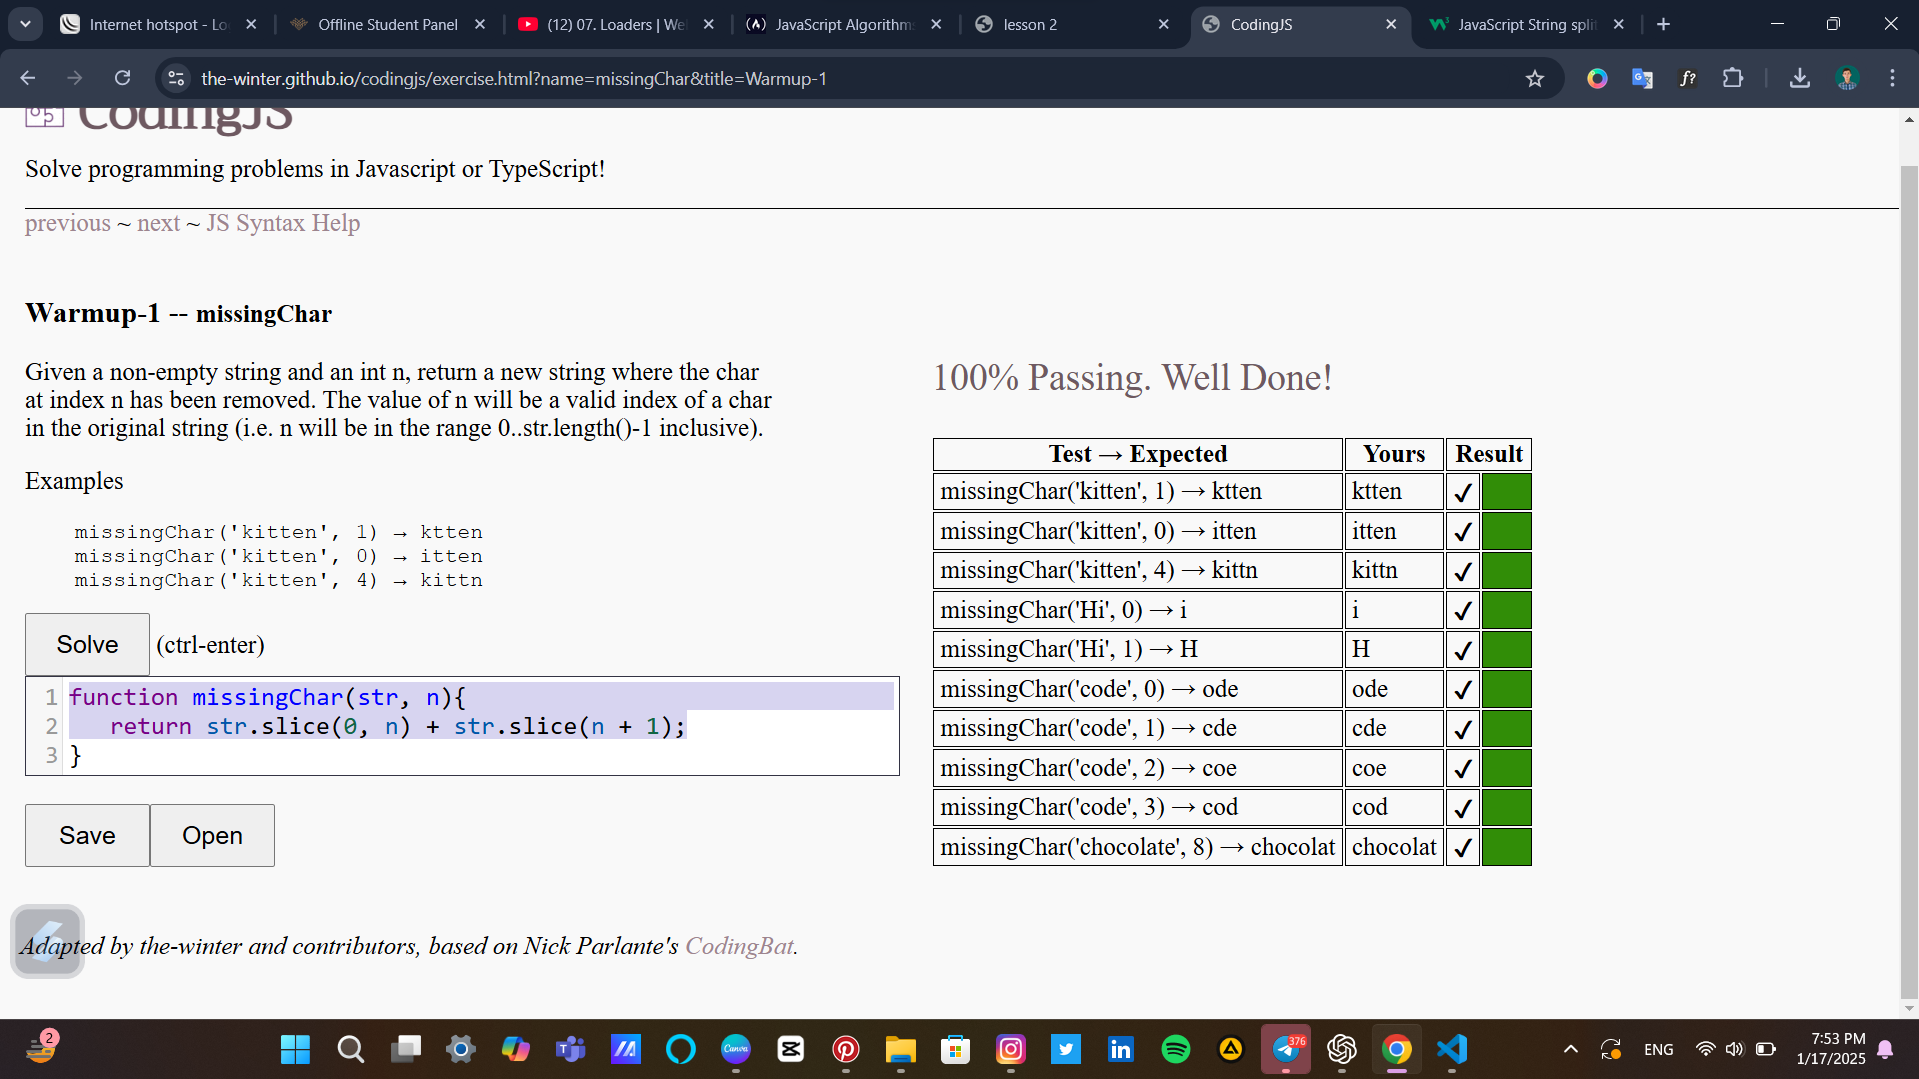 Internet hotspot - Lo
Offline Student Panel
(12) 07. Loaders | We
JavaScript Algorithm
lesson 2
CodingJS
JavaScript String spli
the-winter.github.io/codingjs/exercise.html?name=missingChar&title=Warmup-1
f?
CodingJS
Solve programming problems in Javascript or TypeScript!
previous ~ next ~ JS Syntax Help
Warmup-1 -- missingChar
Given a non-empty string and an int n, return a new string where the char
at index n has been removed. The value of n will be a valid index of a char
in the original string (i.e. n will be in the range 0..str.length()-1 inclusive).
Examples
missingChar('kitten', 1) → ktten
missingChar('kitten', 0) → itten
missingChar('kitten', 4) → kittn
Solve (ctrl-enter)
1 function missingChar(str, n){
2 return str.slice(0, n) + str.slice(n + 1);
3 }
Save Open
100% Passing. Well Done!
Test → Expected Yours Result
missingChar('kitten', 1) → ktten ktten ✔
missingChar('kitten', 0) → itten itten ✔
missingChar('kitten', 4) → kittn kittn ✔
missingChar('Hi', 0) → i i ✔
missingChar('Hi', 1) → H H ✔
missingChar('code', 0) → ode ode ✔
missingChar('code', 1) → cde cde ✔
missingChar('code', 2) → coe coe ✔
missingChar('code', 3) → cod cod ✔
missingChar('chocolate', 8) → chocolat chocolat ✔
Adapted by the-winter and contributors, based on Nick Parlante's CodingBat.
2
Canva
376
ENG
7:53 PM
1/17/2025